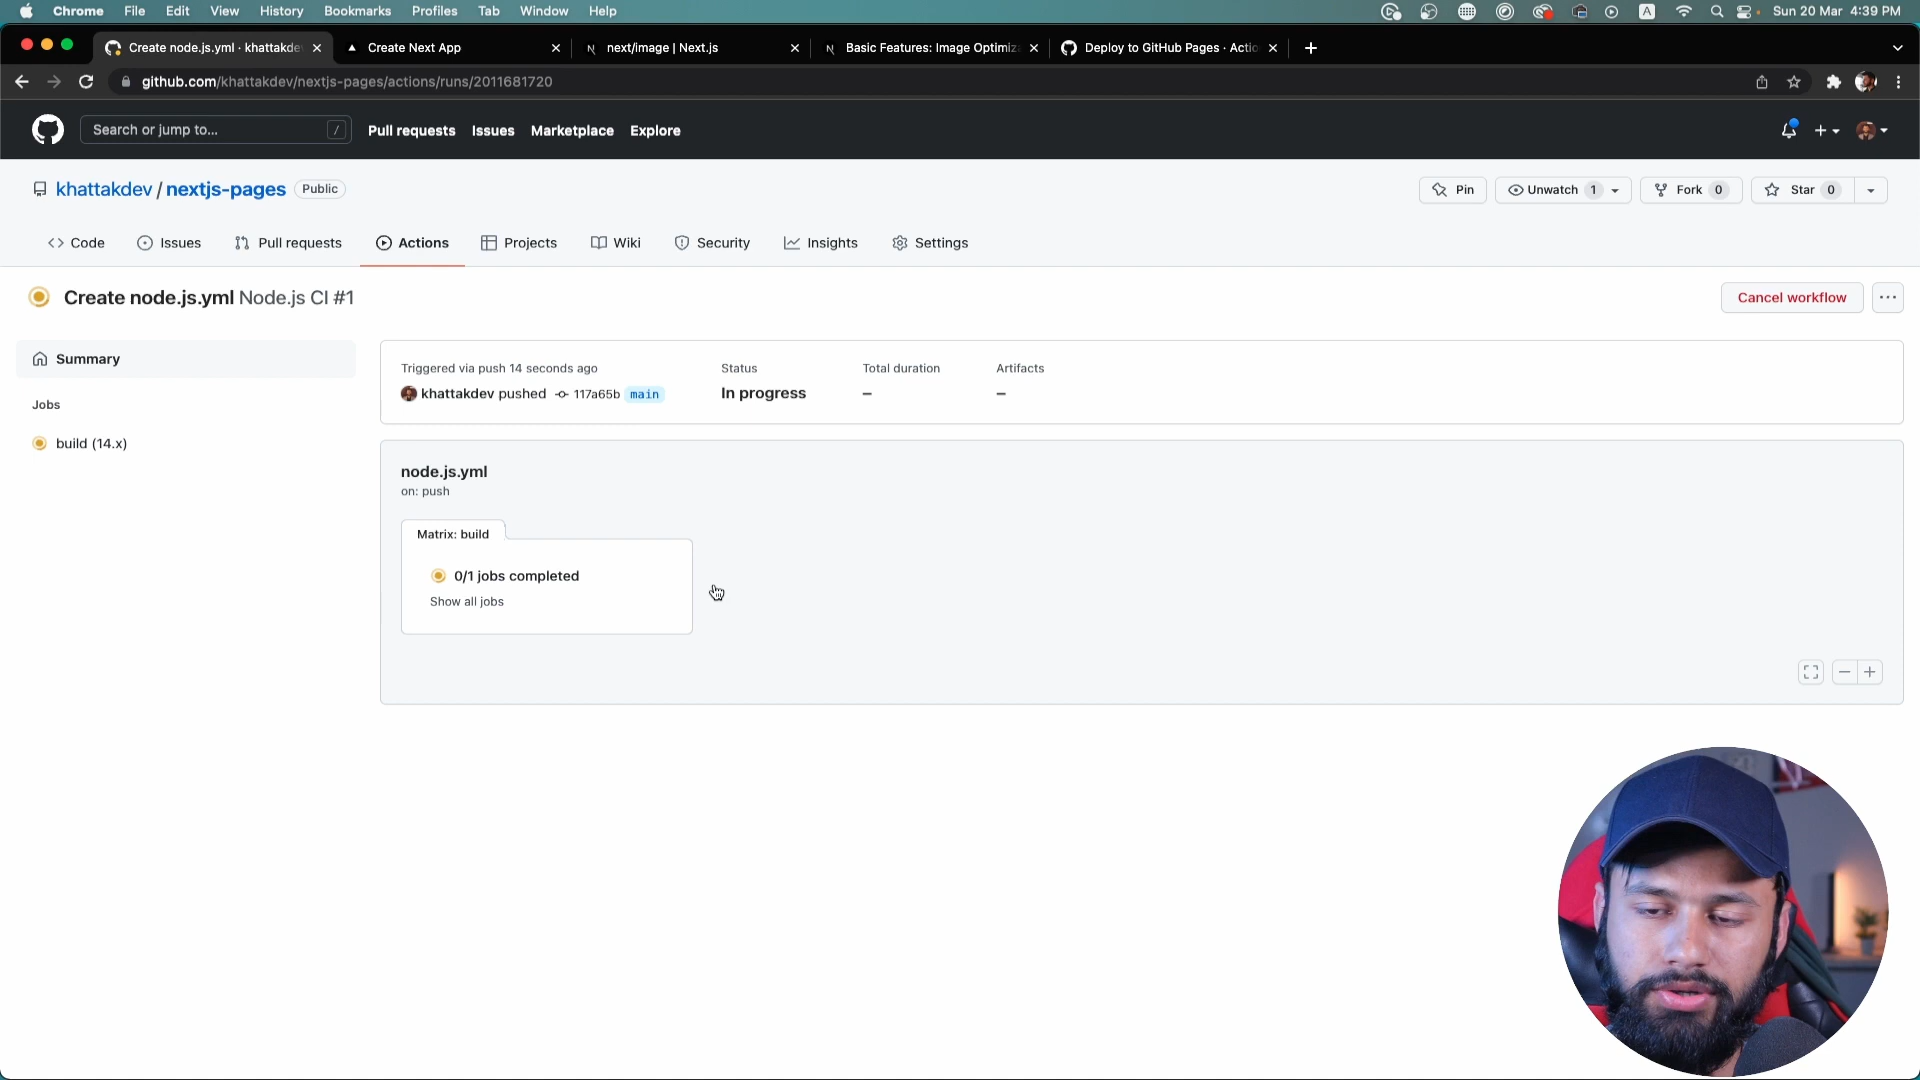 Chrome File Edit View History Bookmarks Profiles Tab Window Help
A Sun 20 Mar 4:39 PM
Create node.js.yml · khattakde
Create Next App
next/image | Next.js
Basic Features: Image Optimiz
Deploy to GitHub Pages · Actio
github.com/khattakdev/nextjs-pages/actions/runs/2011681720
Search or jump to... /
Pull requests Issues Marketplace Explore
khattakdev / nextjs-pages Public
Pin
Unwatch 1
Fork 0
Star 0
Code Issues Pull requests Actions Projects Wiki Security Insights Settings
Create node.js.yml Node.js CI #1
Cancel workflow
Summary
Jobs
build (14.x)
Triggered via push 14 seconds ago
khattakdev pushed 117a65b main
Status
In progress
Total duration
–
Artifacts
–
node.js.yml
on: push
Matrix: build
0/1 jobs completed
Show all jobs